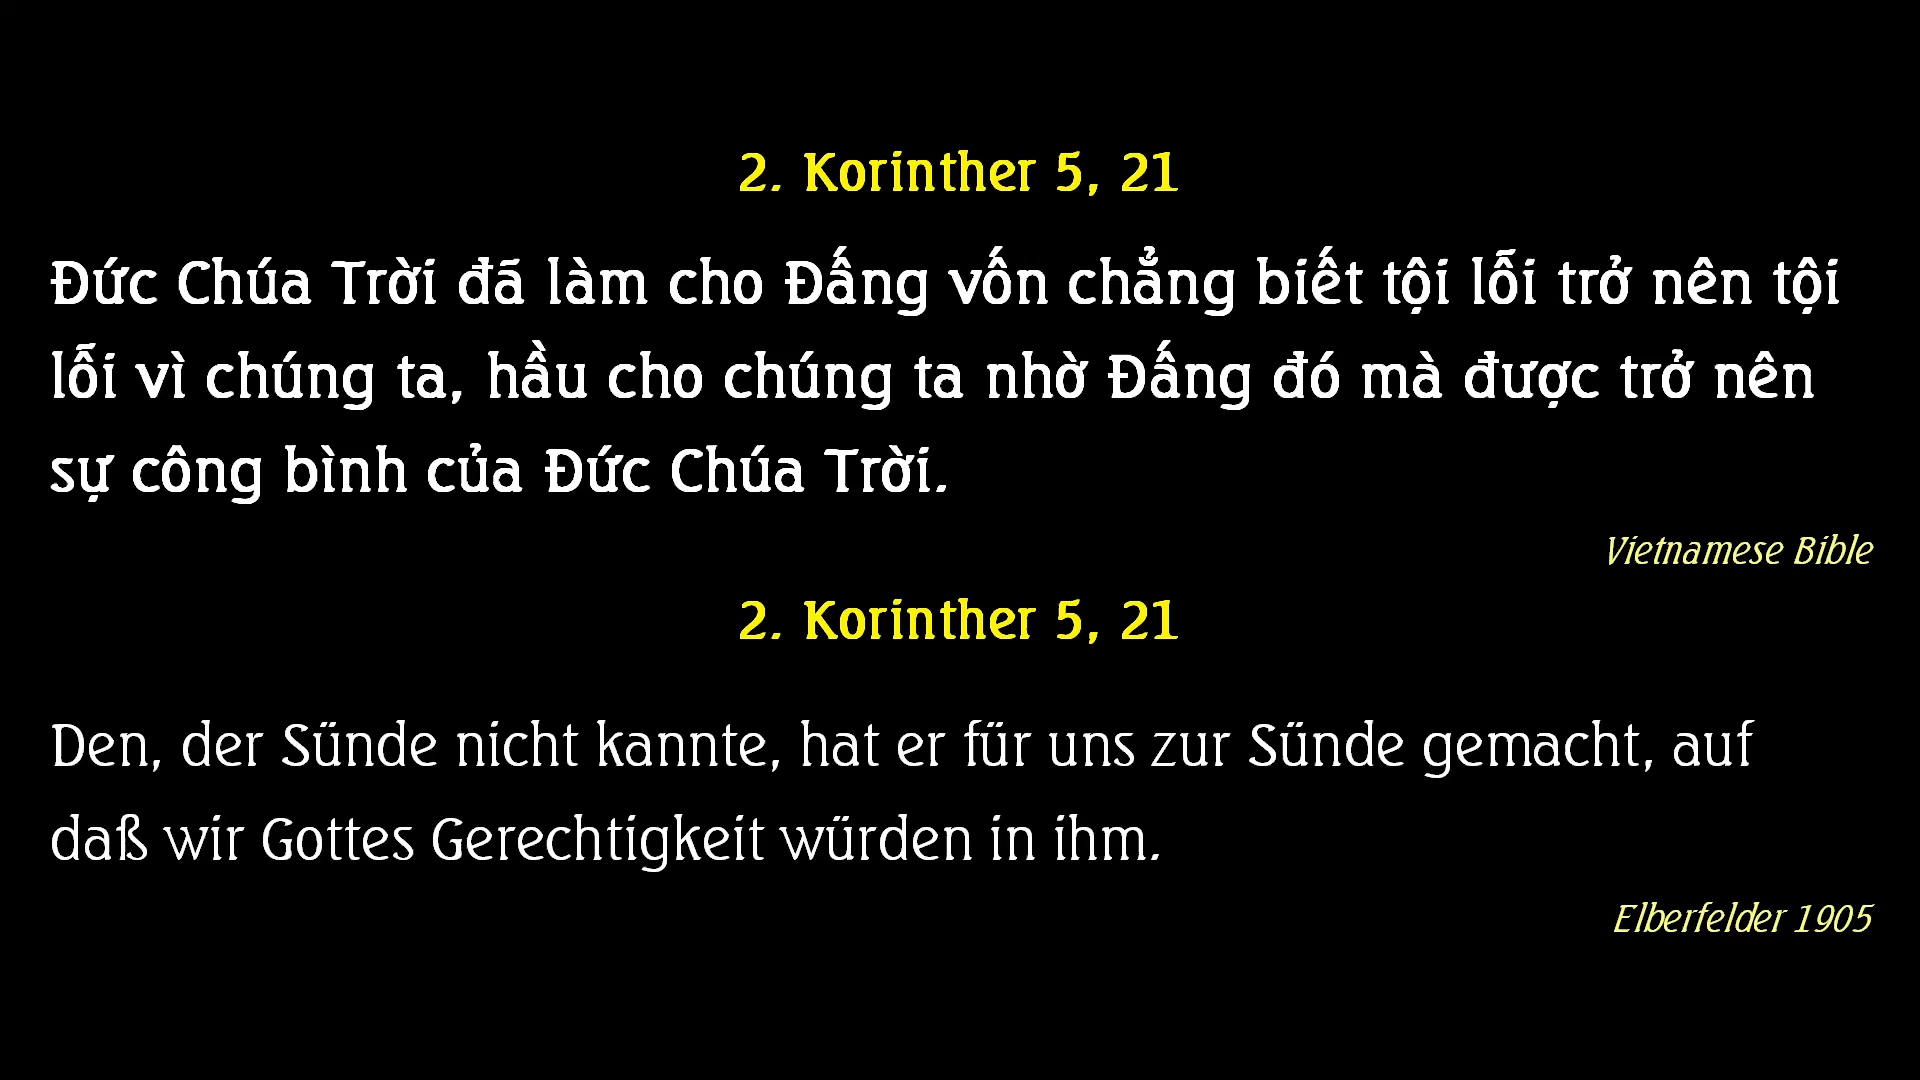 2. Korinther 5, 21
Đức Chúa Trời đã làm cho Đấng vốn chẳng biết tội lỗi trở nên tội
lỗi vì chúng ta, hầu cho chúng ta nhờ Đấng đó mà được trở nên
sự công bình của Đức Chúa Trời.
Vietnamese Bible
2. Korinther 5, 21
Den, der Sünde nicht kannte, hat er für uns zur Sünde gemacht, auf
daß wir Gottes Gerechtigkeit würden in ihm.
Elberfelder 1905